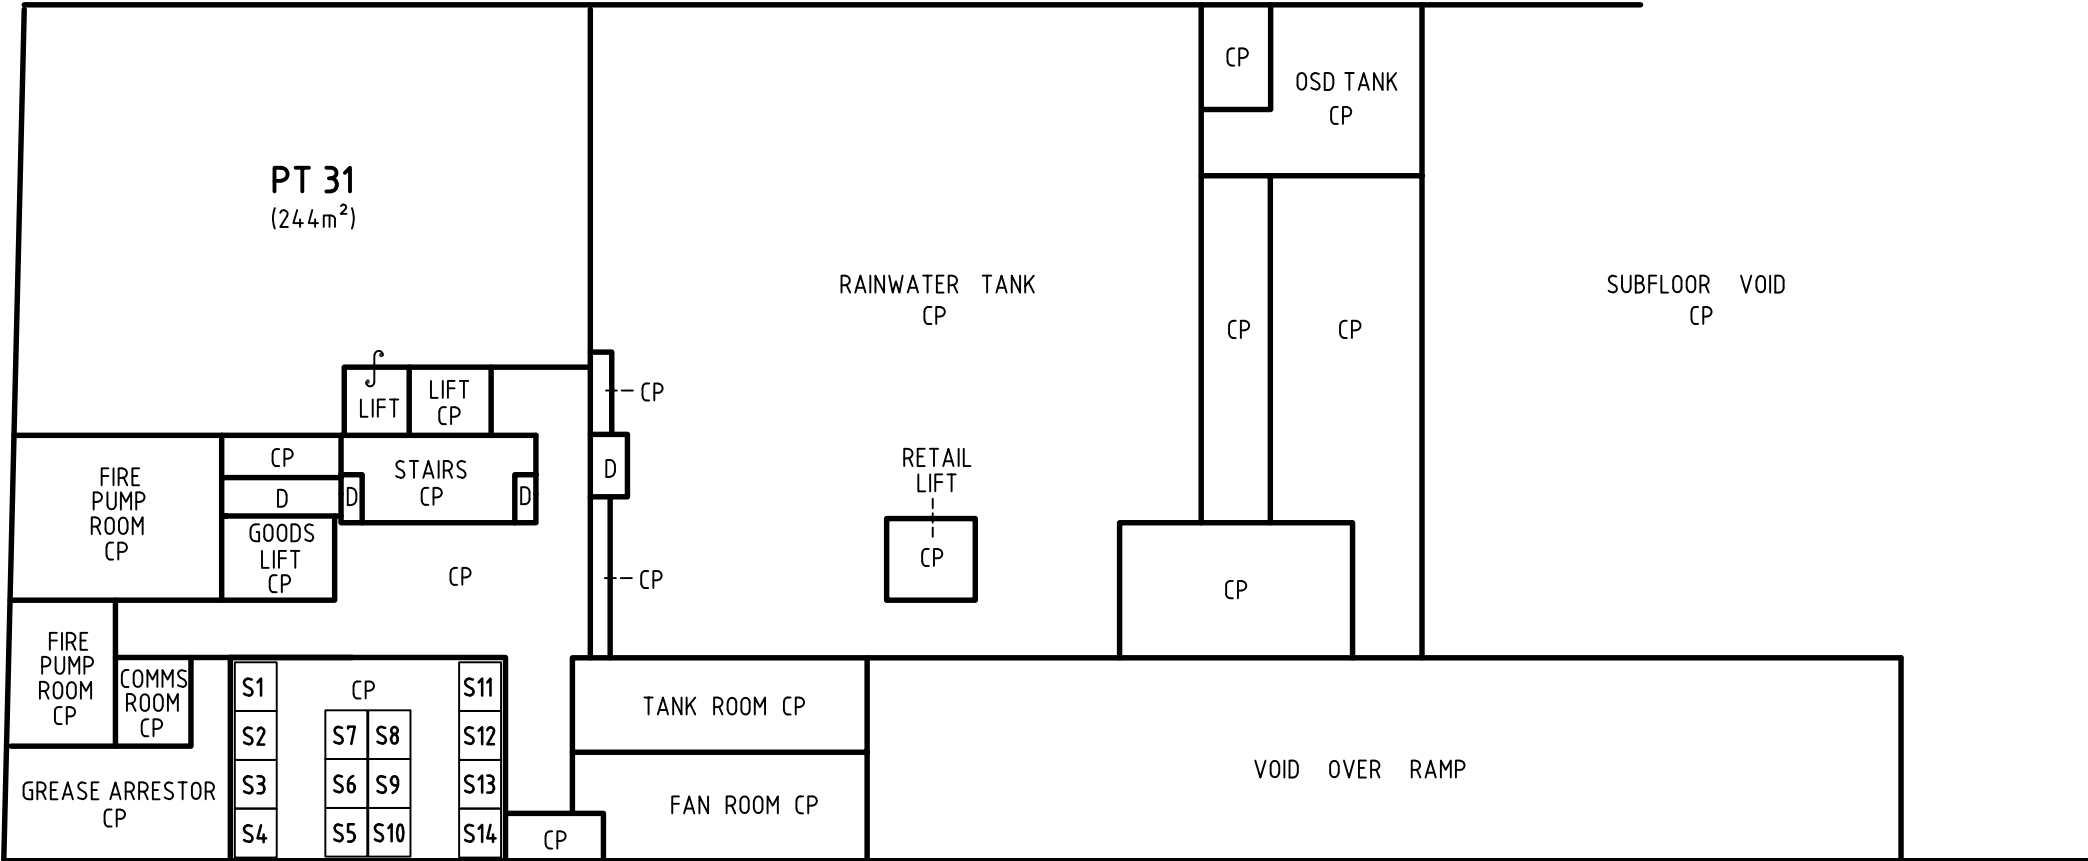 CP
OSD TANK
CP
PT 31
(244m²)
RAINWATER TANK
CP
SUBFLOOR VOID
CP
CP
CP
LIFT
LIFT
CP
CP
CP
D
STAIRS
CP
D
D
D
FIRE
PUMP
ROOM
CP
GOODS
LIFT
CP
RETAIL
LIFT
CP
CP
CP
CP
FIRE
PUMP
ROOM
CP
COMMS
ROOM
CP
S1
S2
S3
S4
CP
S7 S8
S6 S9
S5 S10
S11
S12
S13
S14
TANK ROOM CP
FAN ROOM CP
VOID OVER RAMP
GREASE ARRESTOR
CP
CP